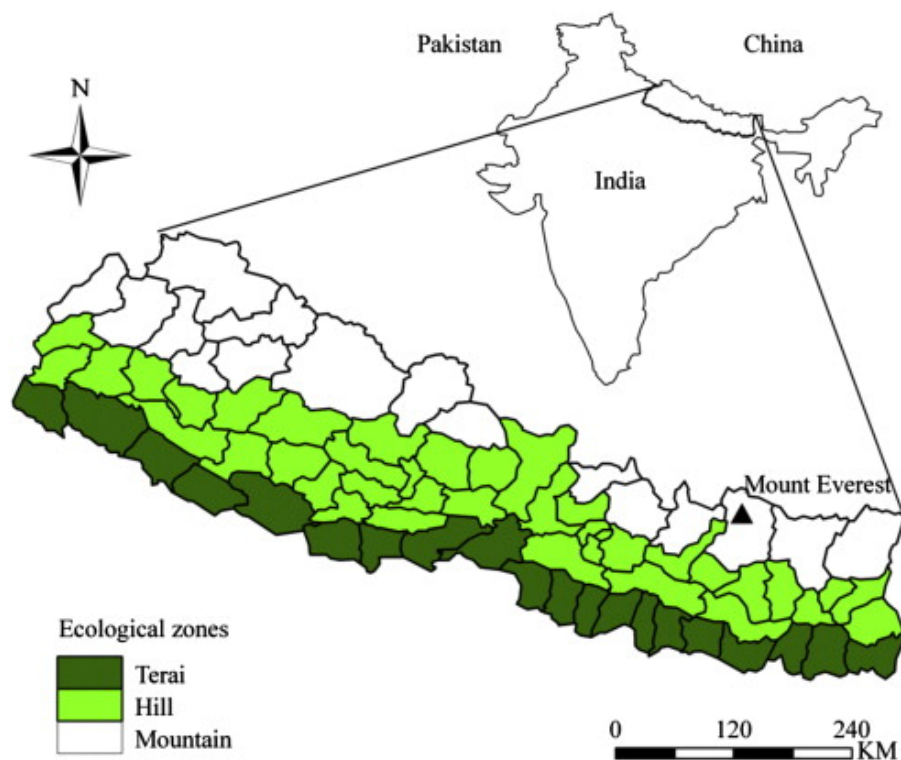 Pakistan
China
N
India
Mount Everest
Ecological zones
Terai
Hill
Mountain
0 120 240
KM